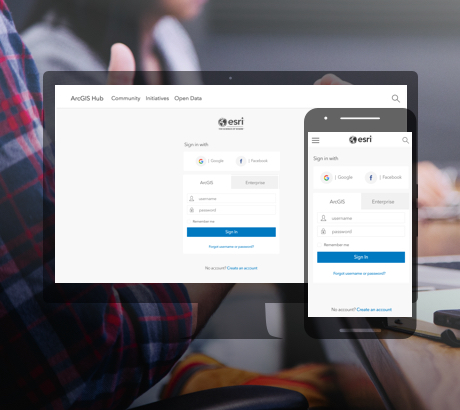 ArcGIS Hub Community Initiatives Open Data
esri
Sign in with
Google Facebook
ArcGIS Enterprise
username
password
Remember me
Sign In
Forgot username or password?
No account? Create an account
esri
Sign in with
Google Facebook
ArcGIS Enterprise
username
password
Remember me
Sign In
Forgot username or password?
No account? Create an account